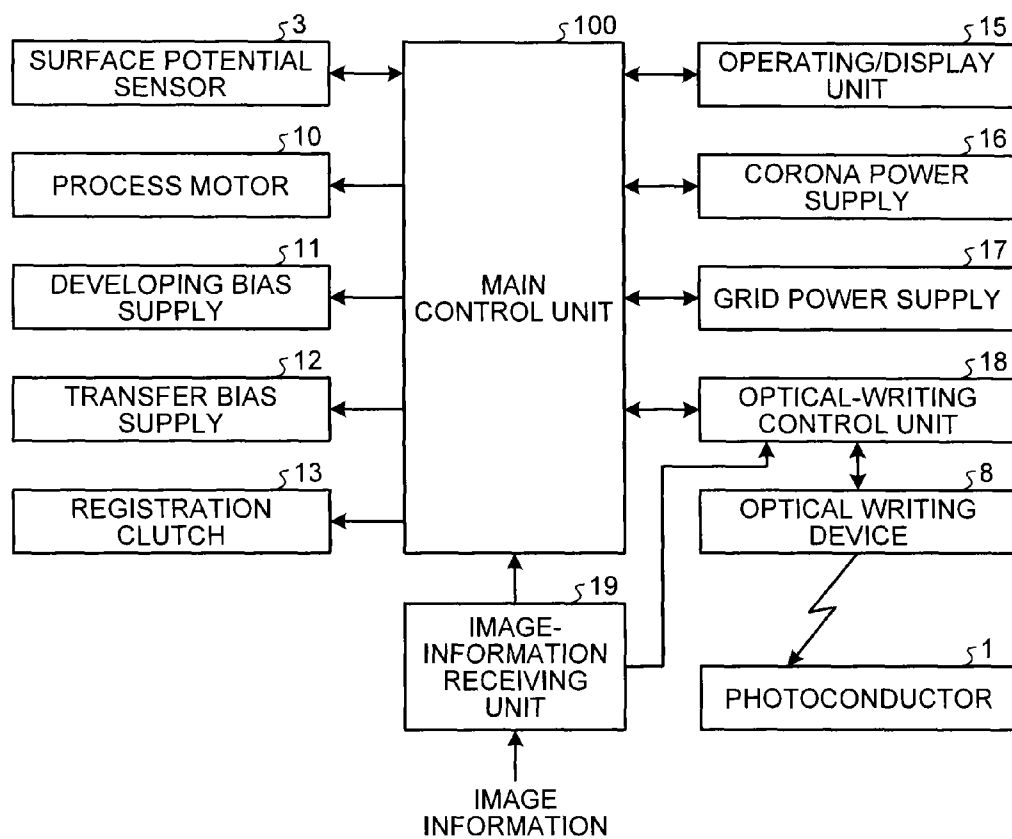 3
SURFACE POTENTIAL
SENSOR
10
PROCESS MOTOR
11
DEVELOPING BIAS
SUPPLY
12
TRANSFER BIAS
SUPPLY
13
REGISTRATION
CLUTCH
100
MAIN
CONTROL UNIT
15
OPERATING/DISPLAY
UNIT
16
CORONA POWER
SUPPLY
17
GRID POWER SUPPLY
18
OPTICAL-WRITING
CONTROL UNIT
8
OPTICAL WRITING
DEVICE
1
PHOTOCONDUCTOR
19
IMAGE-
INFORMATION
RECEIVING
UNIT
IMAGE
INFORMATION